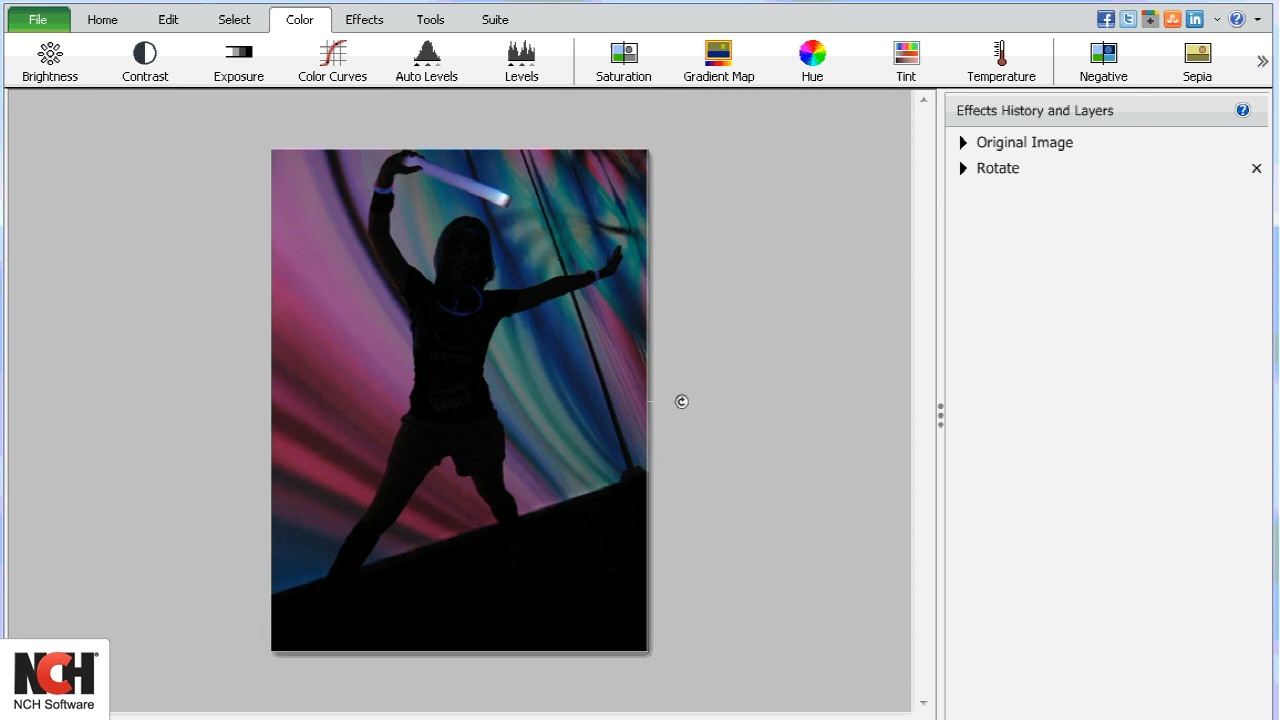 File Home Edit Select Color Effects Tools Suite
Brightness Contrast Exposure Color Curves Auto Levels Levels Saturation Gradient Map Hue Tint Temperature Negative Sepia
Effects History and Layers
Original Image
Rotate
NCH
NCH Software